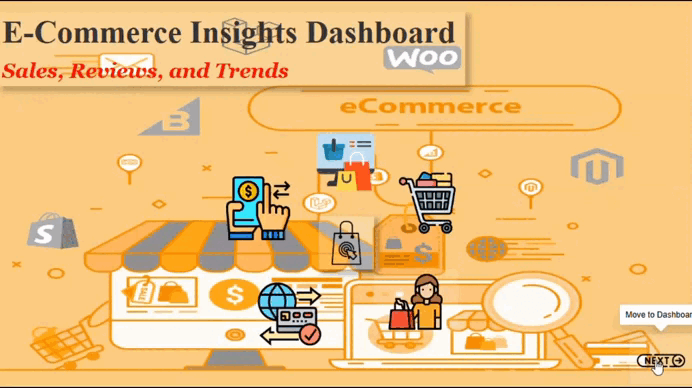 E-Commerce Insights Dashboard
Sales, Reviews, and Trends
WOO
eCommerce
B
S
$
$
$
Move to Dashboar
NEXT